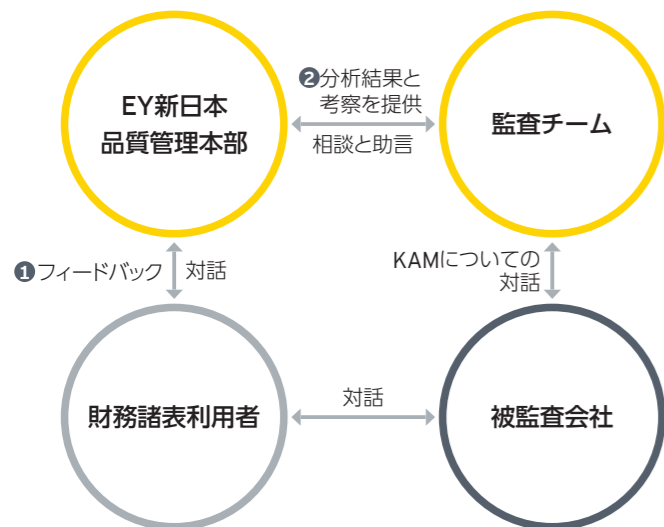 EY新日本
品質管理本部
❷分析結果と
考察を提供
相談と助言
監査チーム
❶フィードバック
対話
KAMについての
対話
財務諸表利用者
対話
被監査会社